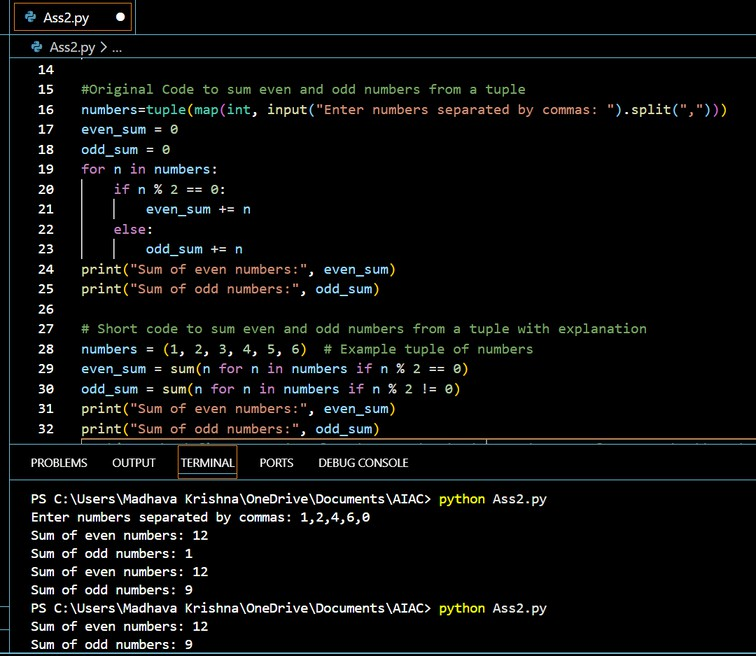 Ass2.py
Ass2.py > ...
14
15 #Original Code to sum even and odd numbers from a tuple
16 numbers=tuple(map(int, input("Enter numbers separated by commas: ").split(",")))
17 even_sum = 0
18 odd_sum = 0
19 for n in numbers:
20     if n % 2 == 0:
21         even_sum += n
22     else:
23         odd_sum += n
24 print("Sum of even numbers:", even_sum)
25 print("Sum of odd numbers:", odd_sum)
26
27 # Short code to sum even and odd numbers from a tuple with explanation
28 numbers = (1, 2, 3, 4, 5, 6)  # Example tuple of numbers
29 even_sum = sum(n for n in numbers if n % 2 == 0)
30 odd_sum = sum(n for n in numbers if n % 2 != 0)
31 print("Sum of even numbers:", even_sum)
32 print("Sum of odd numbers:", odd_sum)
PROBLEMS OUTPUT TERMINAL PORTS DEBUG CONSOLE
PS C:\Users\Madhava Krishna\OneDrive\Documents\AIAC> python Ass2.py
Enter numbers separated by commas: 1,2,4,6,0
Sum of even numbers: 12
Sum of odd numbers: 1
Sum of even numbers: 12
Sum of odd numbers: 9
PS C:\Users\Madhava Krishna\OneDrive\Documents\AIAC> python Ass2.py
Sum of even numbers: 12
Sum of odd numbers: 9